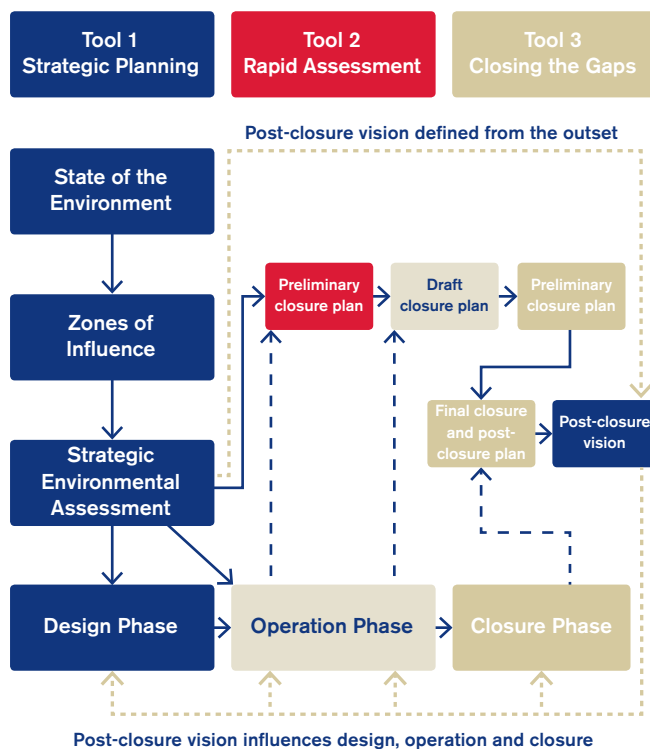 Tool 1
Strategic Planning
Tool 2
Rapid Assessment
Tool 3
Closing the Gaps
Post-closure vision defined from the outset
State of the
Environment
Preliminary
closure plan
Draft
closure plan
Preliminary
closure plan
Zones of
Influence
Final closure
and post-
closure plan
Post-closure
vision
Strategic
Environmental
Assessment
Design Phase
Operation Phase
Closure Phase
Post-closure vision influences design, operation and closure